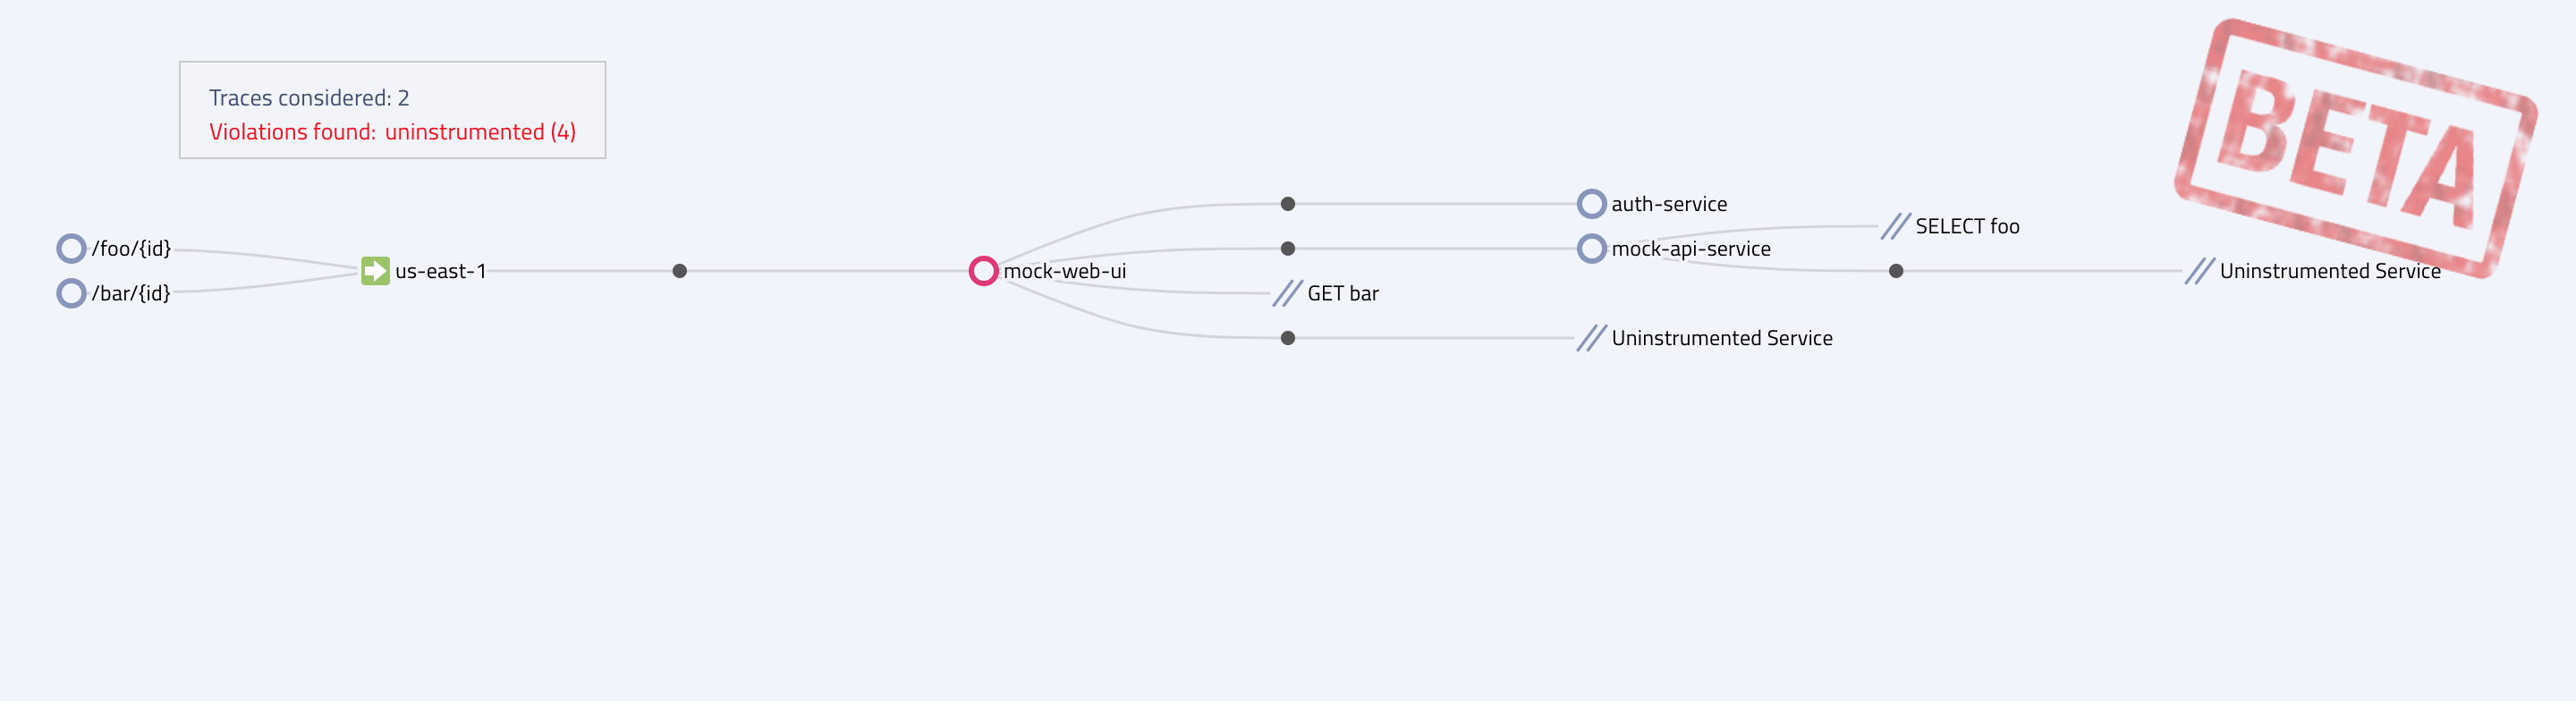 Traces considered: 2
Violations found: uninstrumented (4)
BETA
/foo/{id}
/bar/{id}
us-east-1
mock-web-ui
auth-service
mock-api-service
GET bar
Uninstrumented Service
SELECT foo
Uninstrumented Service